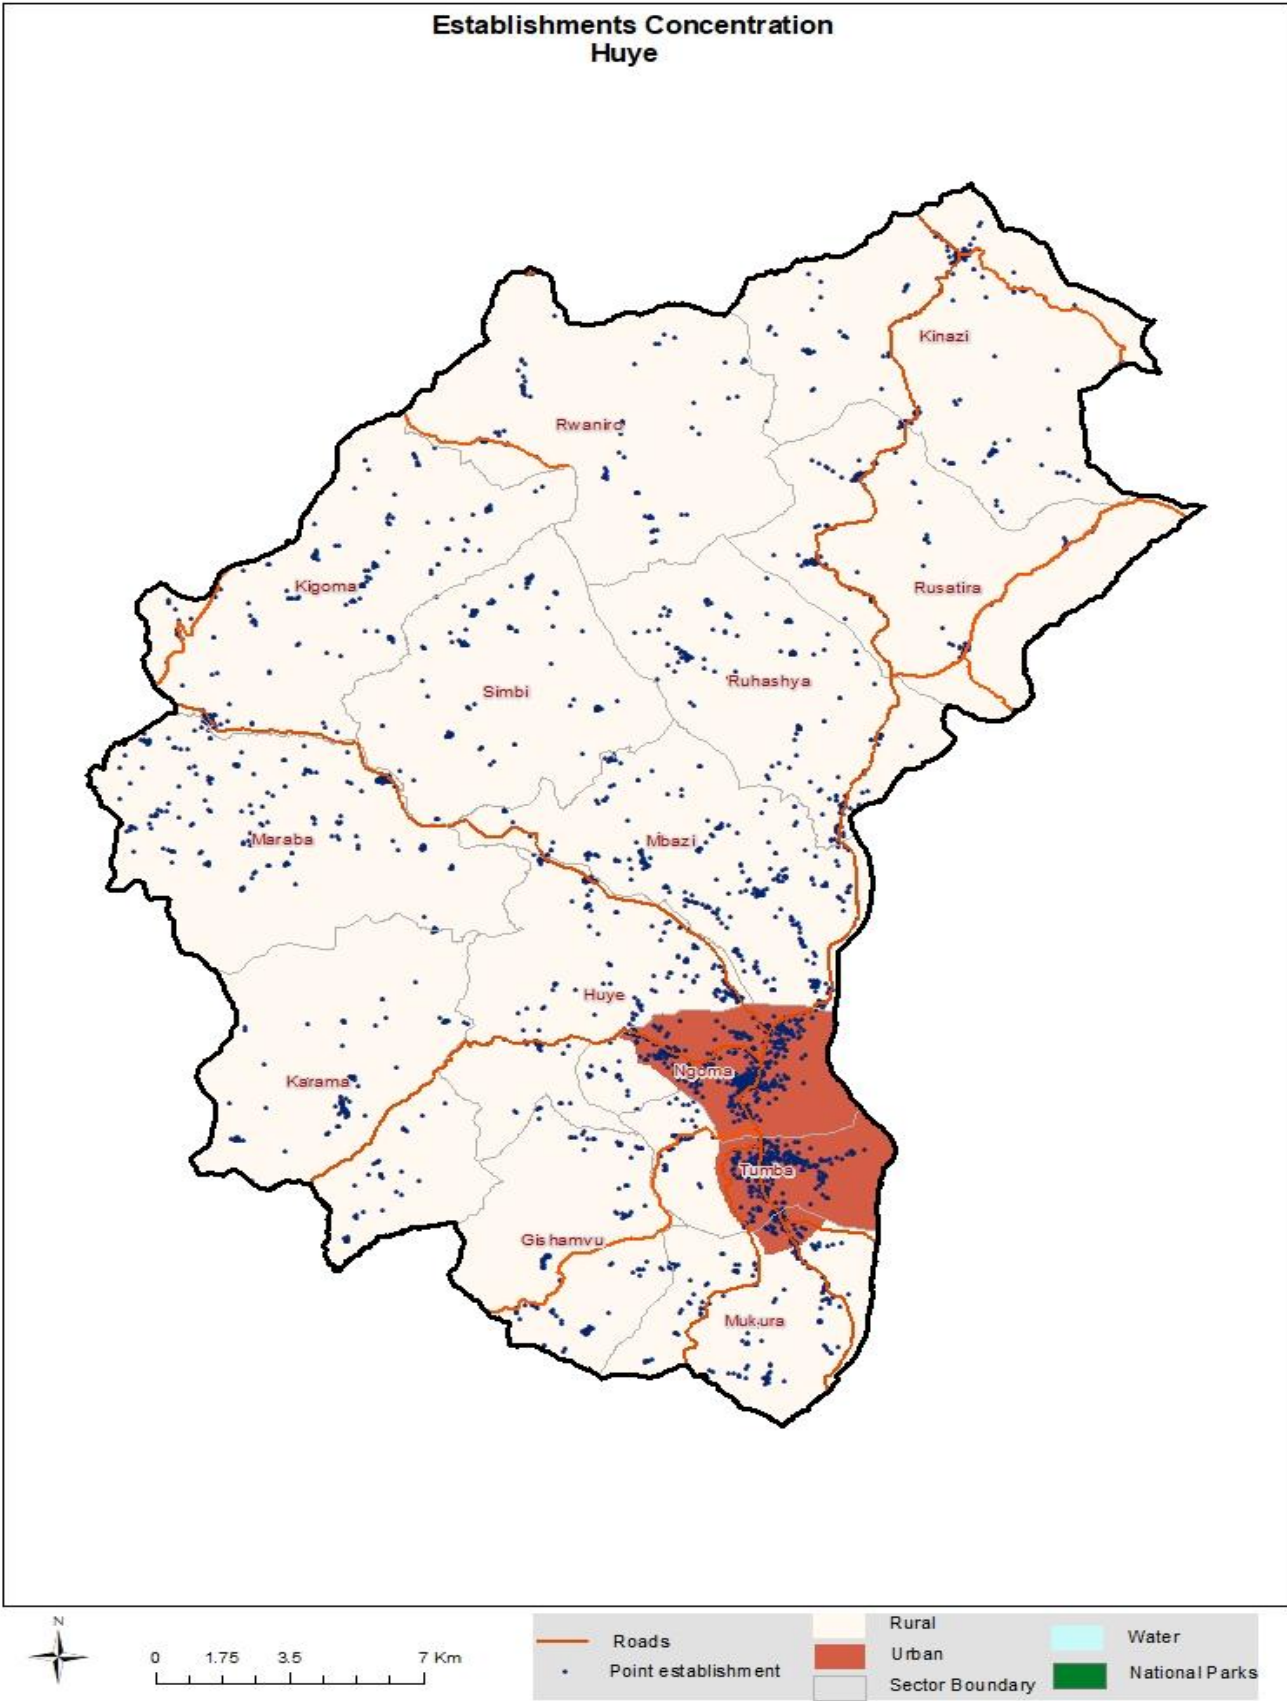 Establishments Concentration
Huye
Kinazi
Rwaniro
Kigoma
Rusatira
Ruhashya
Simbi
Maraba
Mbazi
Huye
Ngoma
Karama
Tumba
Gishamvu
Mukura
N
0 1.75 3.5 7 Km
Roads
Point establishment
Rural
Urban
Sector Boundary
Water
National Parks